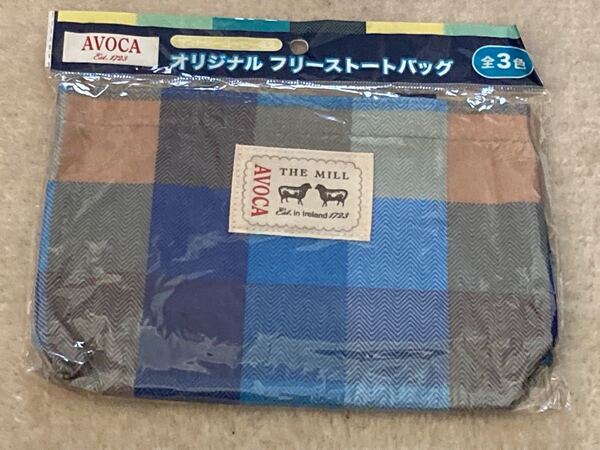 AVOCA
Est. 1723
オリジナル フリーストートバッグ
全3色
AVOCA
THE MILL
Est. in Ireland 1723